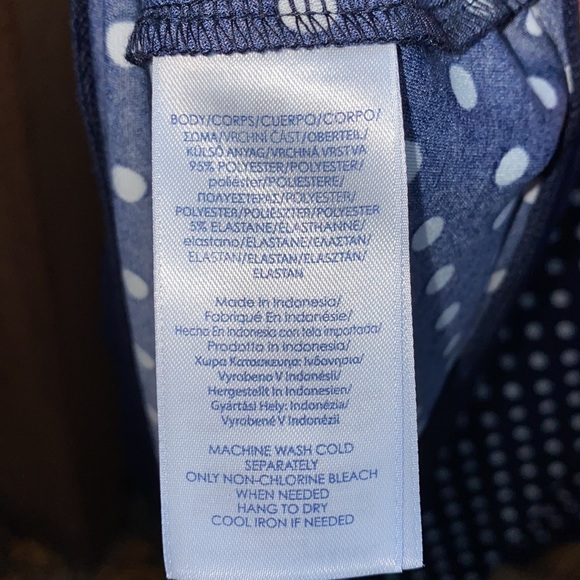 BODY/CORPS/CUERPO/CORPO/
ΣΩΜΑ/VRCHNÍ ČÁST/OBERTEIL/
KÜLSŐ ANYAG/VRCHNÁ VRSTVA
95% POLYESTER/POLYESTER/
poliéster/POLIESTERE/
ΠΟΛΥΕΣΤΕΡΑΣ/POLYESTER/
POLYESTER/POLIÉSZTER/POLYESTER
5% ELASTANE/ÉLASTHANNE/
elastano/ELASTANE/ΕΛΑΣΤΑΝ/
ELASTAN/ELASTAN/ELASZTÁN/
ELASTAN
Made In Indonesia/
Fabriqué En Indonésie/
Hecho En Indonesia con tela importada/
Prodotto In Indonesia/
Χωρα Κατασκευησ: Ινδονησια/
Vyrobeno V Indonésii/
Hergestellt In Indonesien/
Gyártási Hely: Indonézia/
Vyrobené V Indonézii
MACHINE WASH COLD
SEPARATELY
ONLY NON-CHLORINE BLEACH
WHEN NEEDED
HANG TO DRY
COOL IRON IF NEEDED